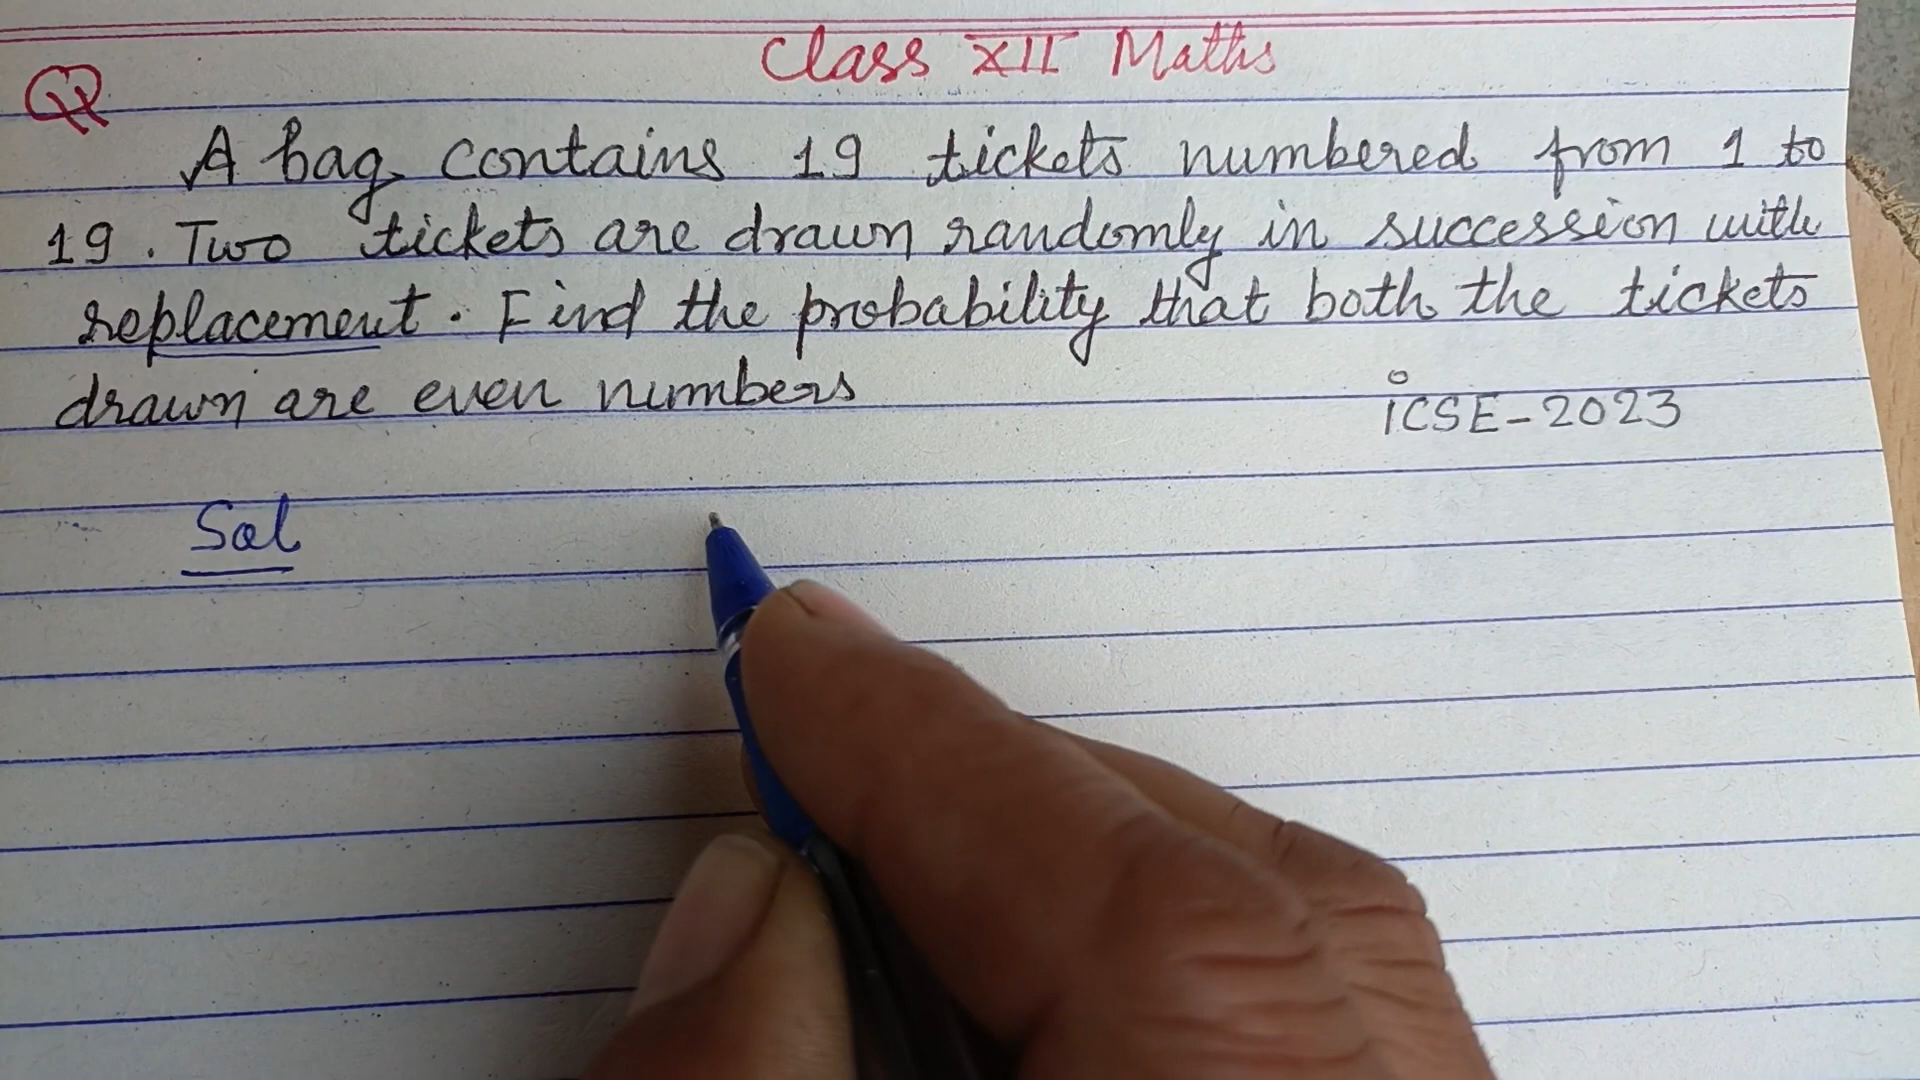 Class XII Maths
Q
A bag contains 19 tickets numbered from 1 to
19. Two tickets are drawn randomly in succession with
replacement. Find the probability that both the tickets
drawn are even numbers
ICSE-2023
Sol